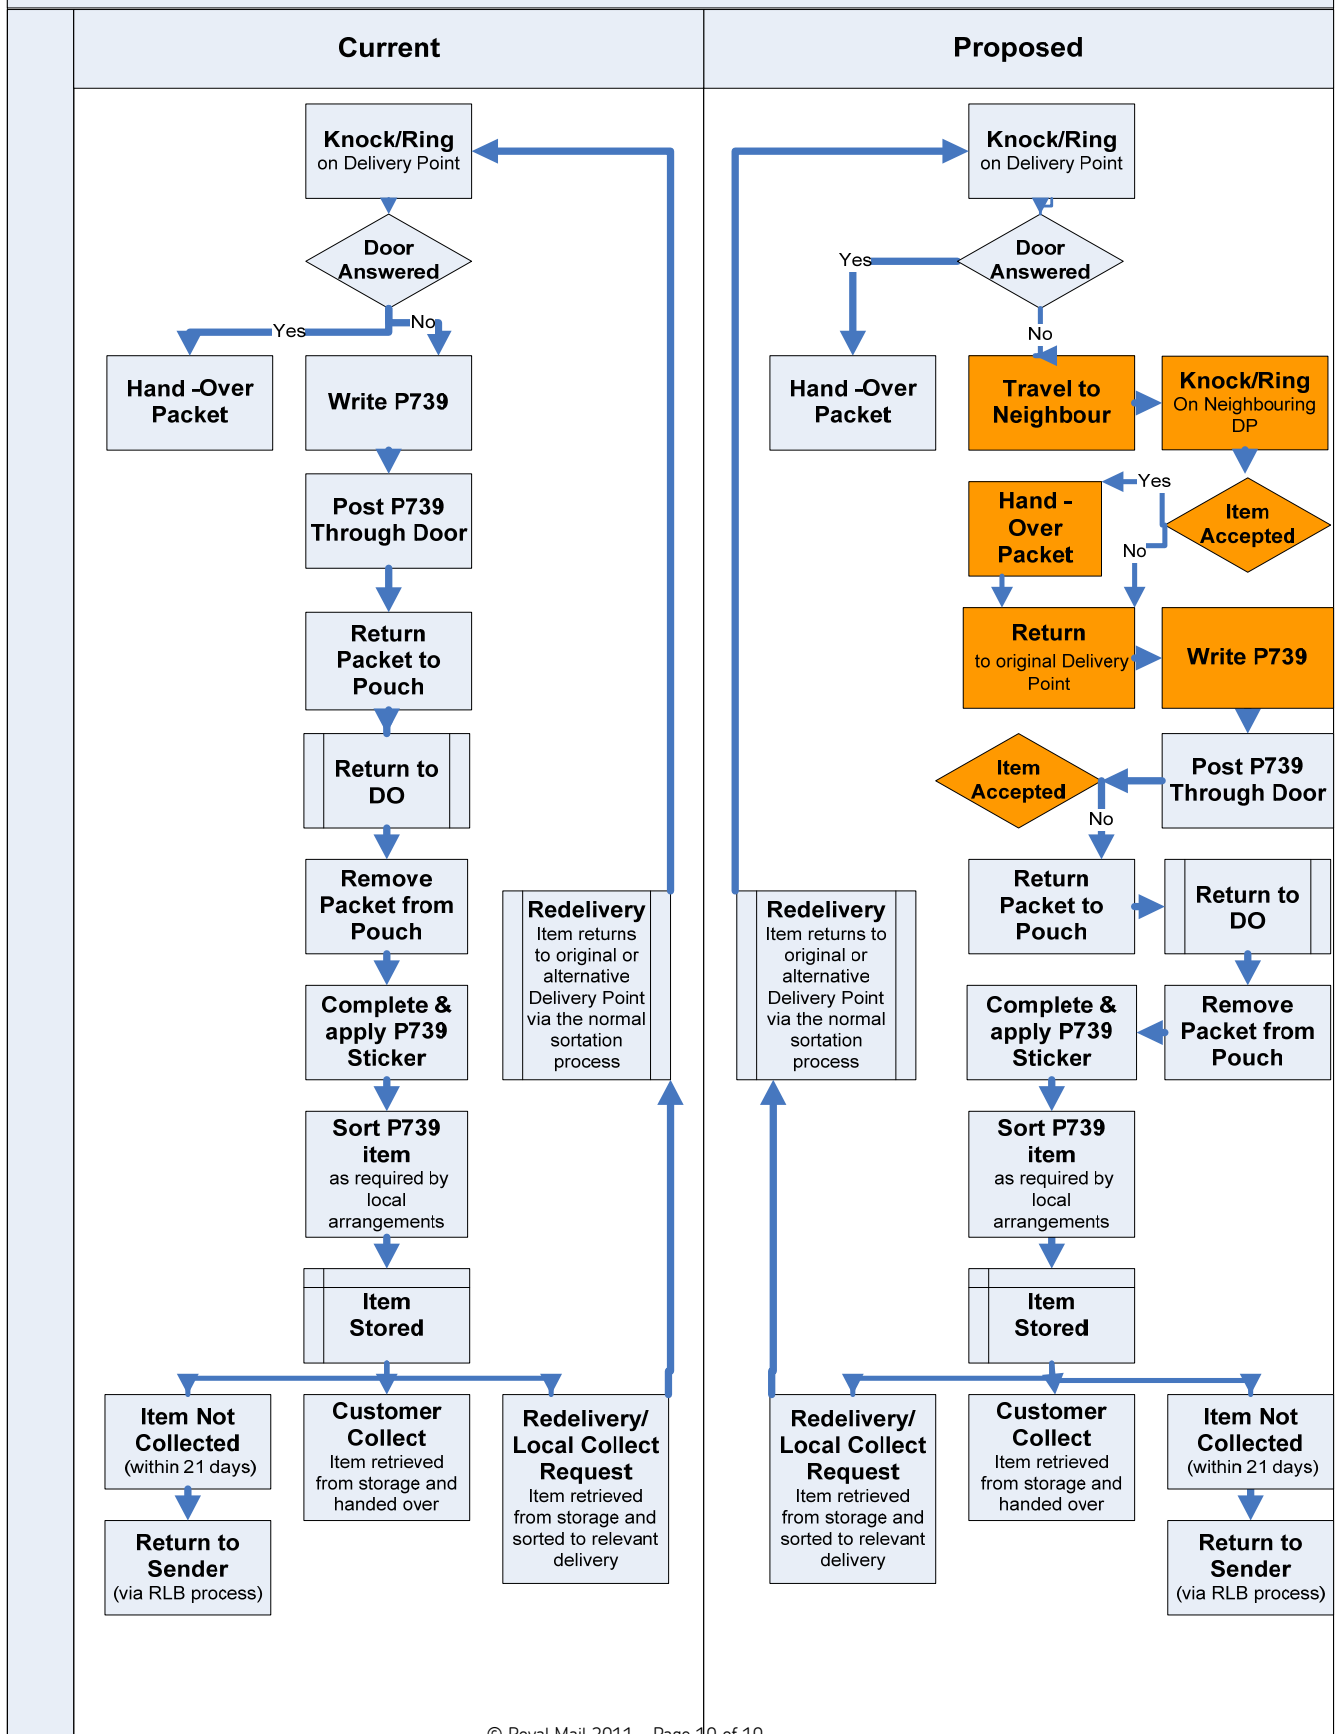 Current
Knock/Ring
on Delivery Point
Door
Answered
Yes
No
Hand -Over
Packet
Write P739
Post P739
Through Door
Return
Packet to
Pouch
Return to
DO
Remove
Packet from
Pouch
Complete &
apply P739
Sticker
Sort P739
item
as required by
local
arrangements
Item
Stored
Redelivery
Item returns
to original or
alternative
Delivery Point
via the normal
sortation
process
Item Not
Collected
(within 21 days)
Return to
Sender
(via RLB process)
Customer
Collect
Item retrieved
from storage and
handed over
Redelivery/
Local Collect
Request
Item retrieved
from storage and
sorted to relevant
delivery
Proposed
Knock/Ring
on Delivery Point
Door
Answered
Yes
No
Hand -Over
Packet
Travel to
Neighbour
Knock/Ring
On Neighbouring
DP
Item
Accepted
Yes
No
Hand -
Over
Packet
Return
to original Delivery
Point
Write P739
Post P739
Through Door
Item
Accepted
No
Return
Packet to
Pouch
Return to
DO
Remove
Packet from
Pouch
Complete &
apply P739
Sticker
Sort P739
item
as required by
local
arrangements
Item
Stored
Redelivery
Item returns to
original or
alternative
Delivery Point
via the normal
sortation
process
Redelivery/
Local Collect
Request
Item retrieved
from storage and
sorted to relevant
delivery
Customer
Collect
Item retrieved
from storage and
handed over
Item Not
Collected
(within 21 days)
Return to
Sender
(via RLB process)
© Royal Mail 2011 Page 10 of 10